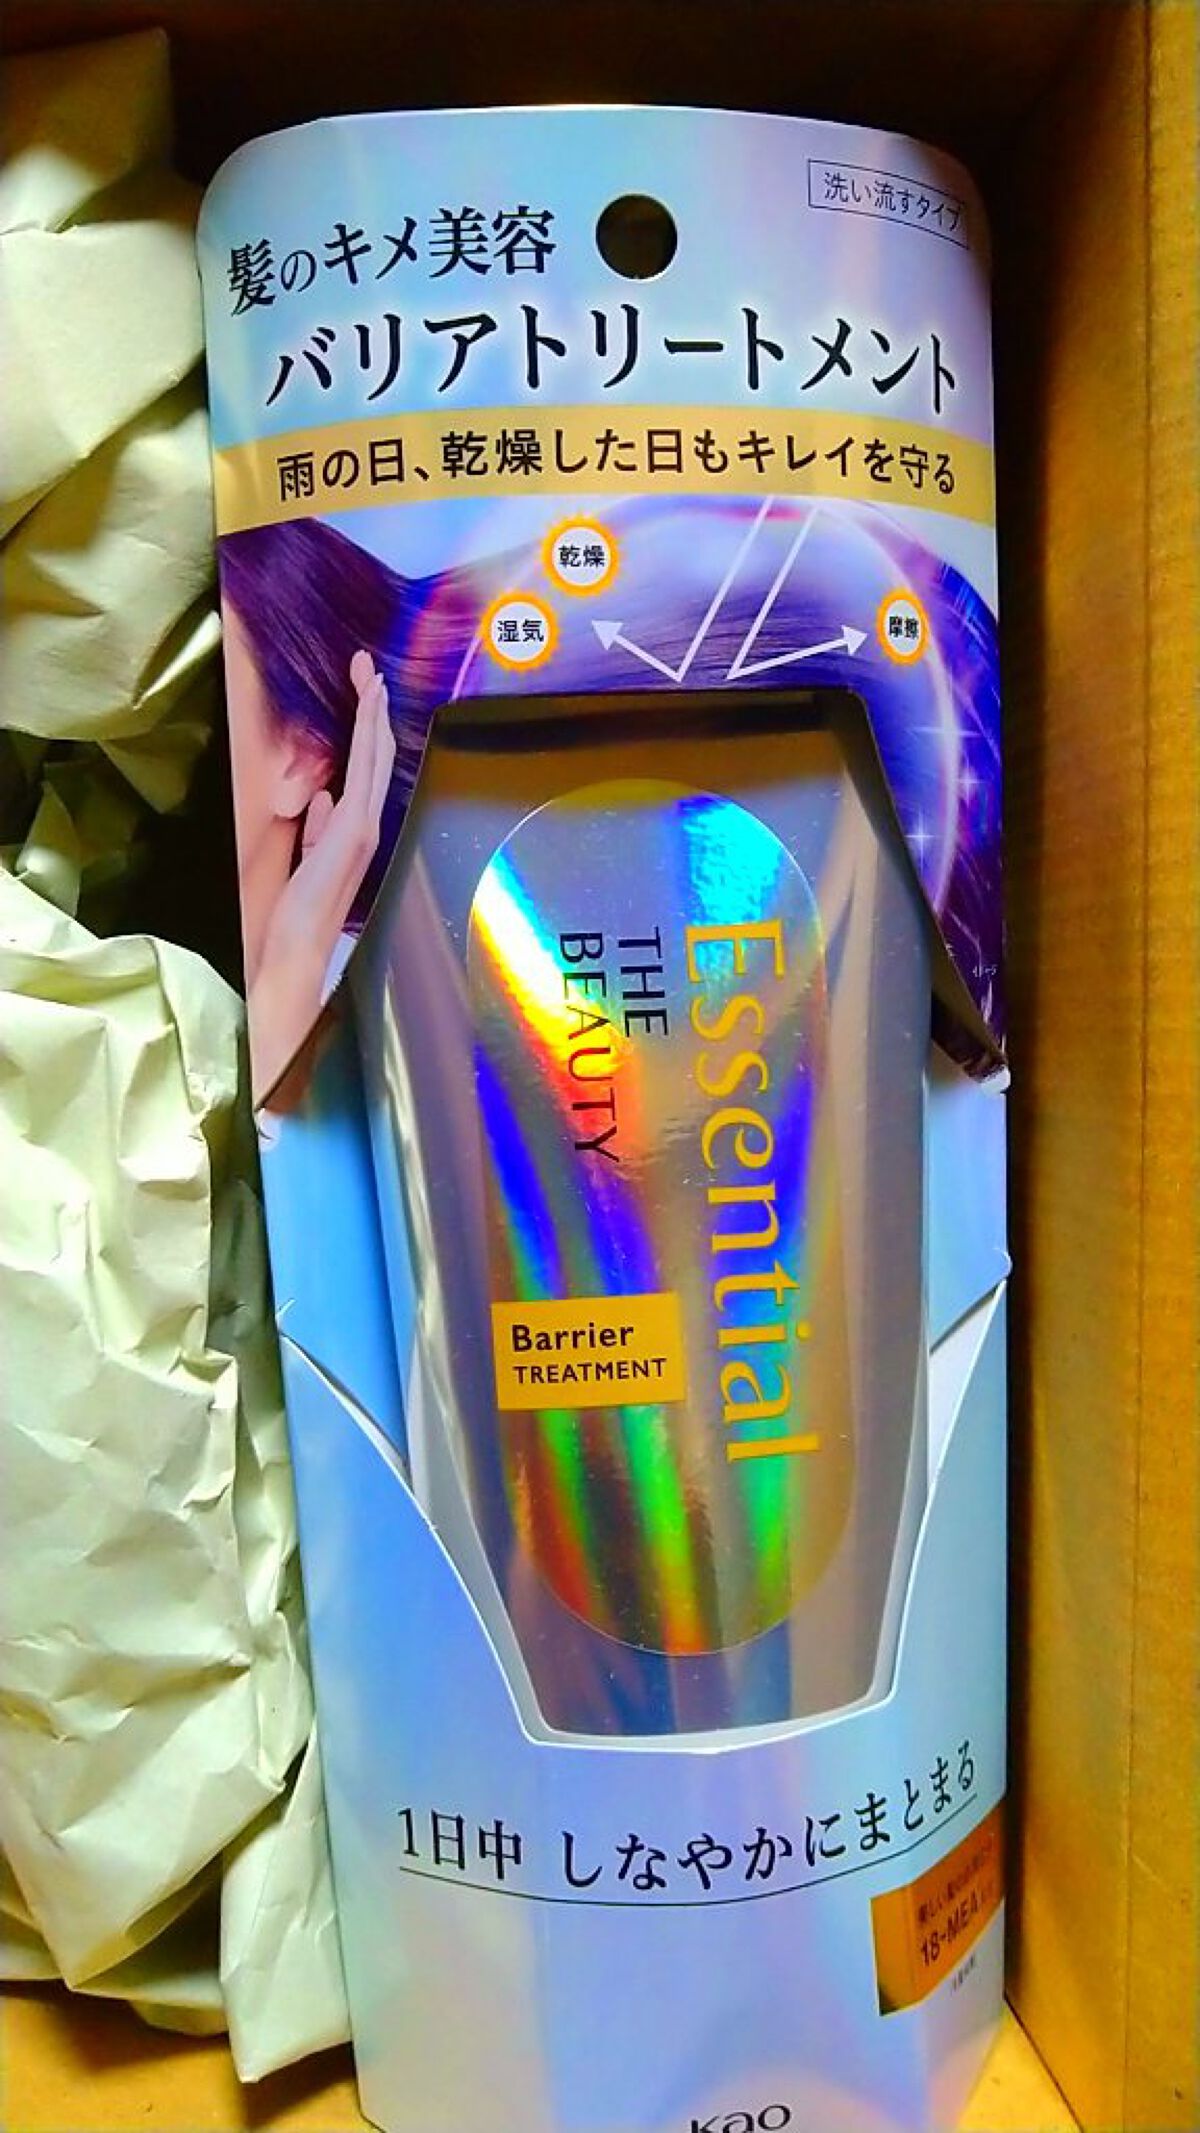 洗い流すタイプ
髪のキメ美容
バリアトリートメント
雨の日、乾燥した日もキレイを守る
乾燥
湿気
摩擦
Essential
THE
BEAUTY
Barrier
TREATMENT
1日中 しなやかにまとまる
18-MEA
Kao